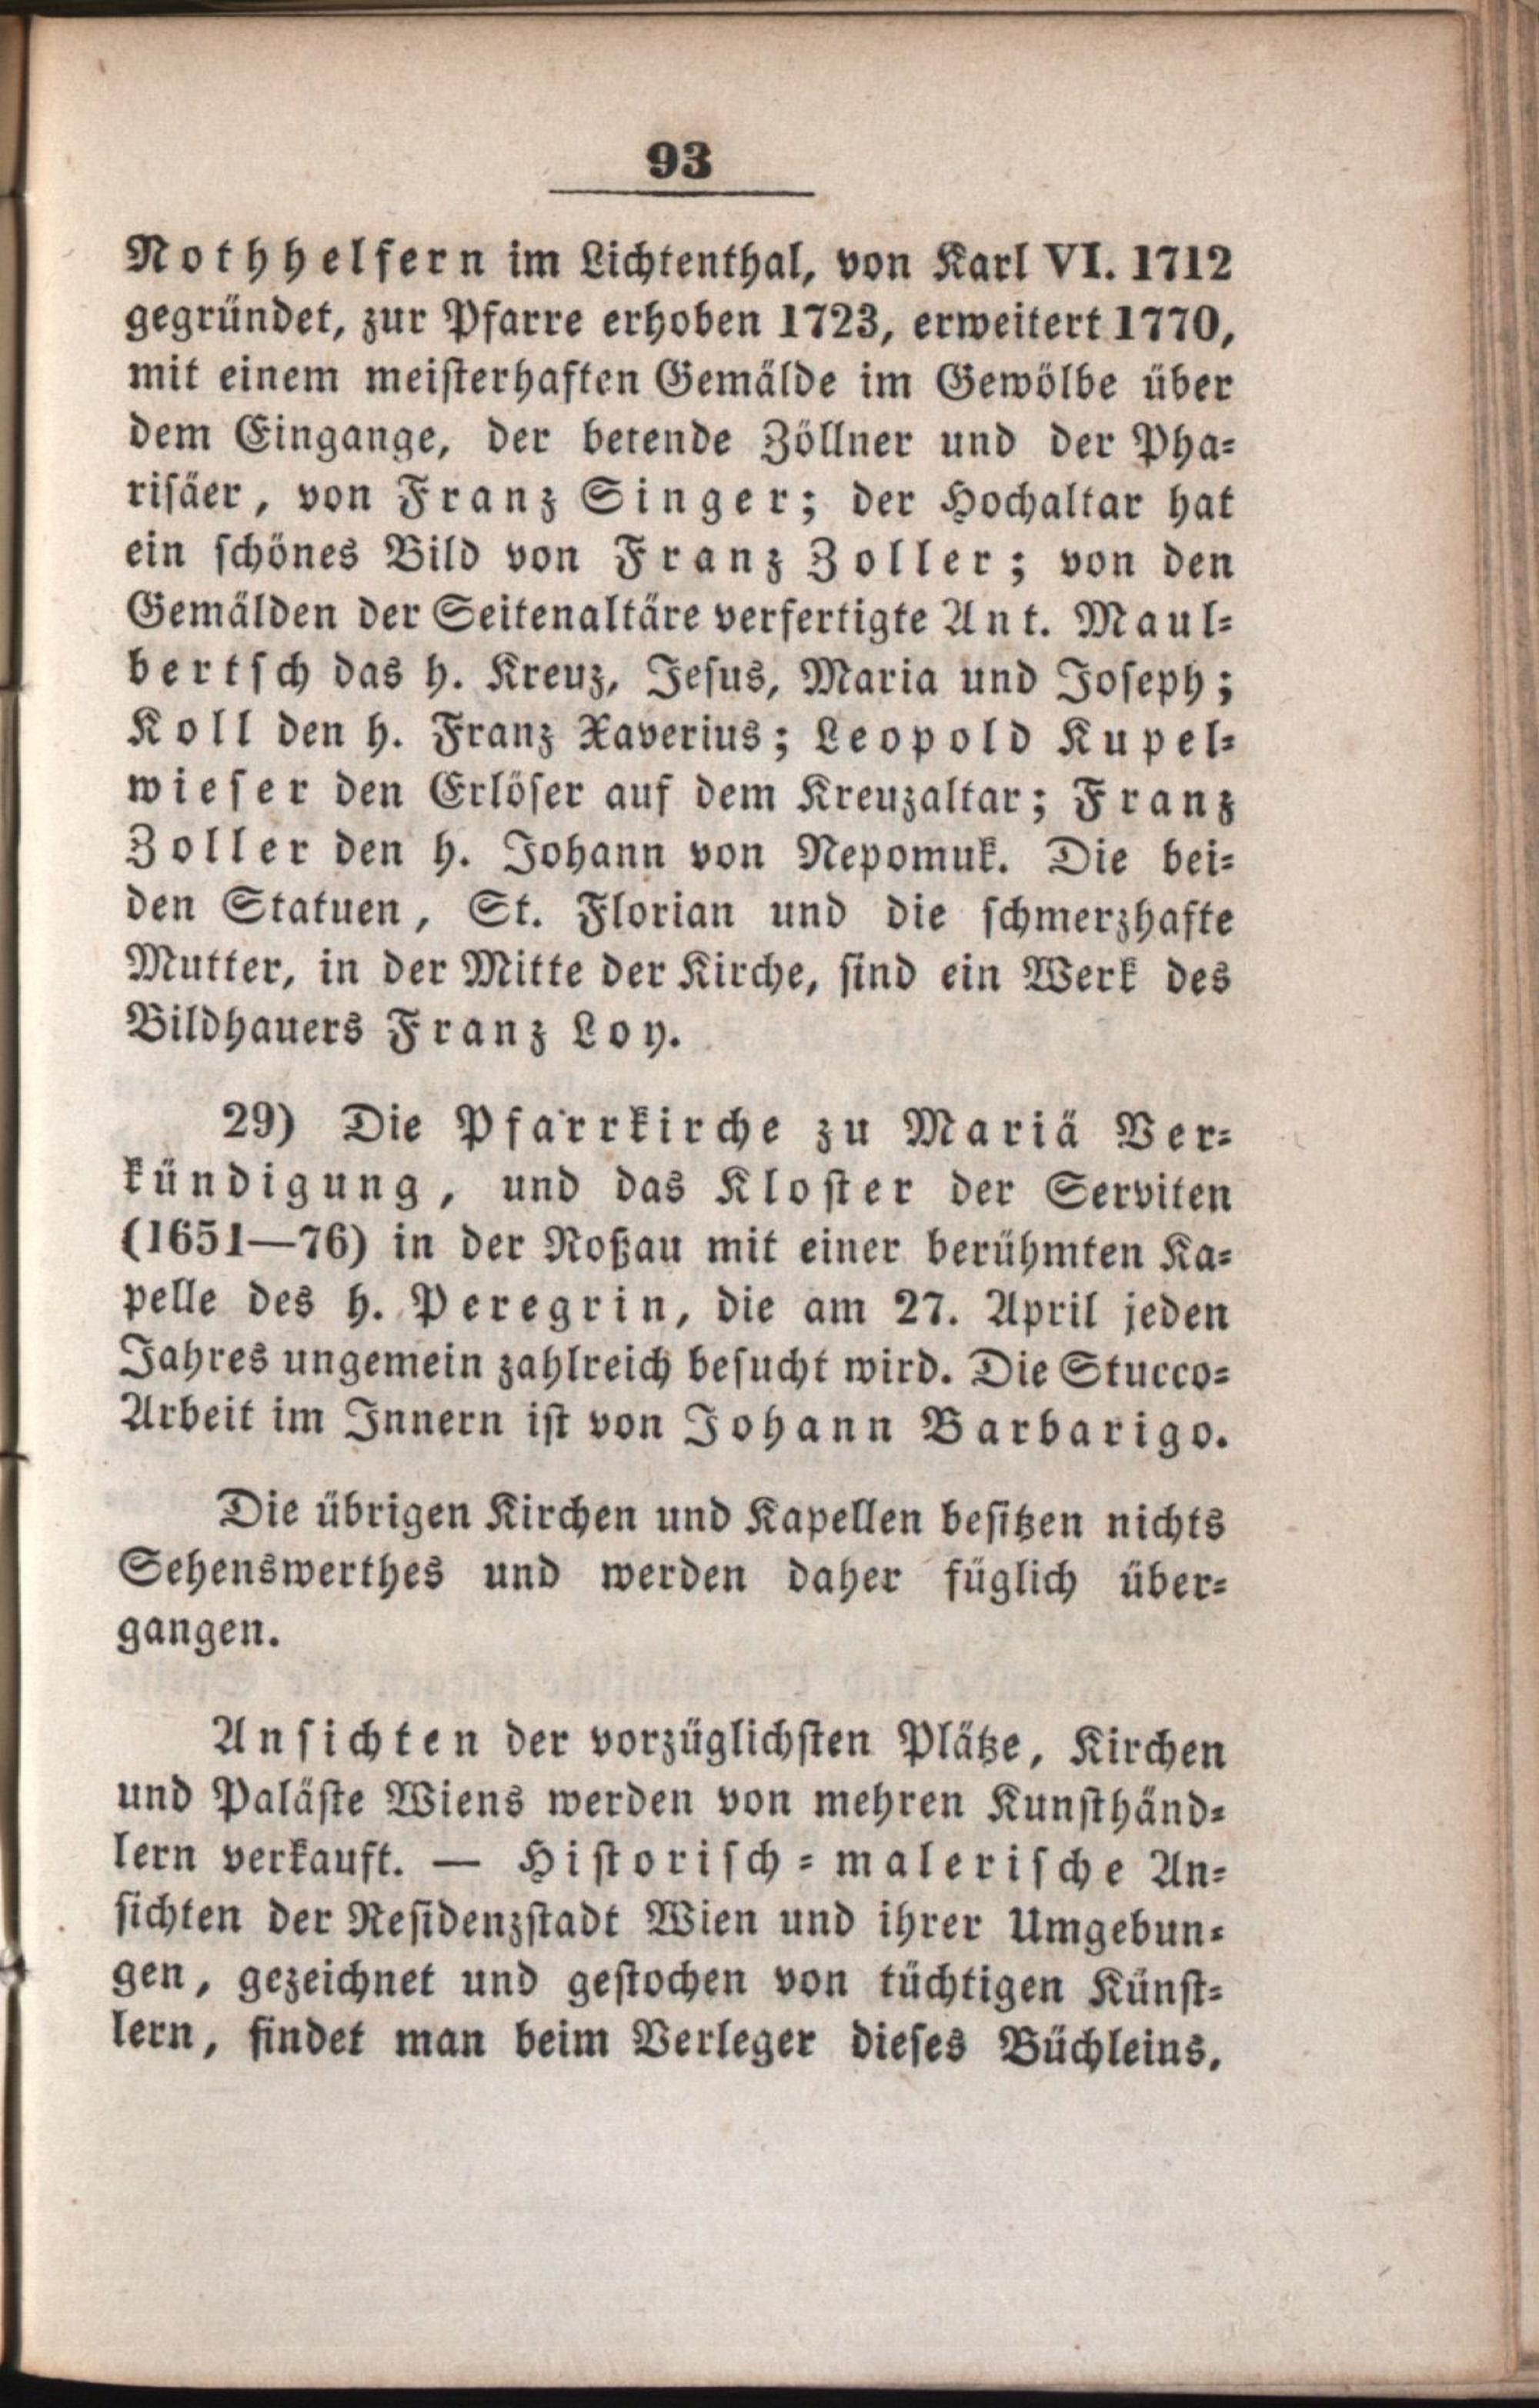 93
Nothhelfern im Lichtenthal, von Karl VI. 1712
gegründet, zur Pfarre erhoben 1723, erweitert 1770,
mit einem meisterhaften Gemälde im Gewölbe über
dem Eingange, der betende Zöllner und der Pha-
risäer, von Franz Singer; der Hochaltar hat
ein schönes Bild von Franz Zoller; von den
Gemälden der Seitenaltäre verfertigte Ant. Maul-
bertsch das h. Kreuz, Jesus, Maria und Joseph;
Koll den h. Franz Xaverius; Leopold Kupel-
wieser den Erlöser auf dem Kreuzaltar; Franz
Zoller den h. Johann von Nepomuk. Die bei-
den Statuen, St. Florian und die schmerzhafte
Mutter, in der Mitte der Kirche, sind ein Werk des
Bildhauers Franz Loy.
29) Die Pfarrkirche zu Mariä Ver-
kündigung, und das Kloster der Serviten
(1651—76) in der Roßau mit einer berühmten Ka-
pelle des h. Peregrin, die am 27. April jeden
Jahres ungemein zahlreich besucht wird. Die Stucco-
Arbeit im Innern ist von Johann Barbarigo.
Die übrigen Kirchen und Kapellen besitzen nichts
Sehenswerthes und werden daher füglich über-
gangen.
Ansichten der vorzüglichsten Plätze, Kirchen
und Paläste Wiens werden von mehren Kunsthänd-
lern verkauft. — Historisch-malerische An-
sichten der Residenzstadt Wien und ihrer Umgebun-
gen, gezeichnet und gestochen von tüchtigen Künst-
lern, findet man beim Verleger dieses Büchleins.